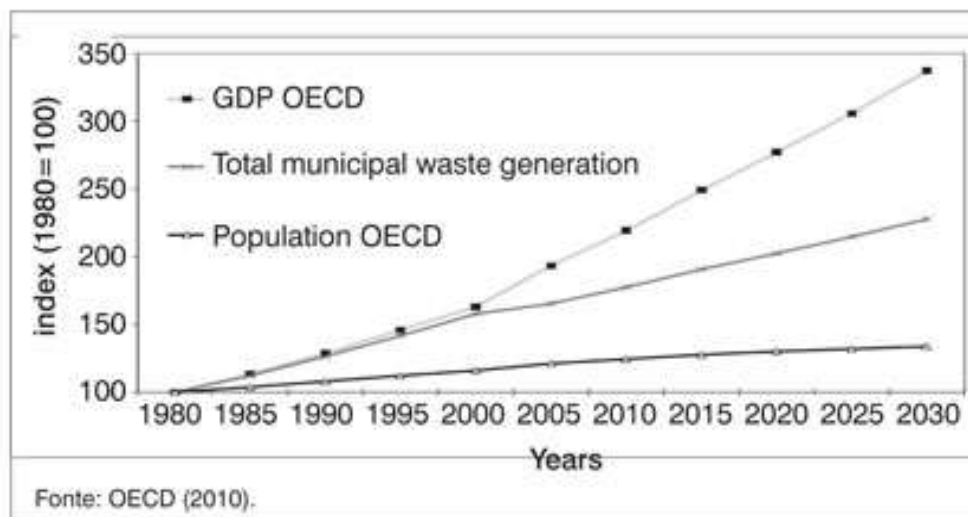 350
300
250
200
150
100
index (1980=100)
GDP OECD
Total municipal waste generation
Population OECD
1980 1985 1990 1995 2000 2005 2010 2015 2020 2025 2030
Years
Fonte: OECD (2010).